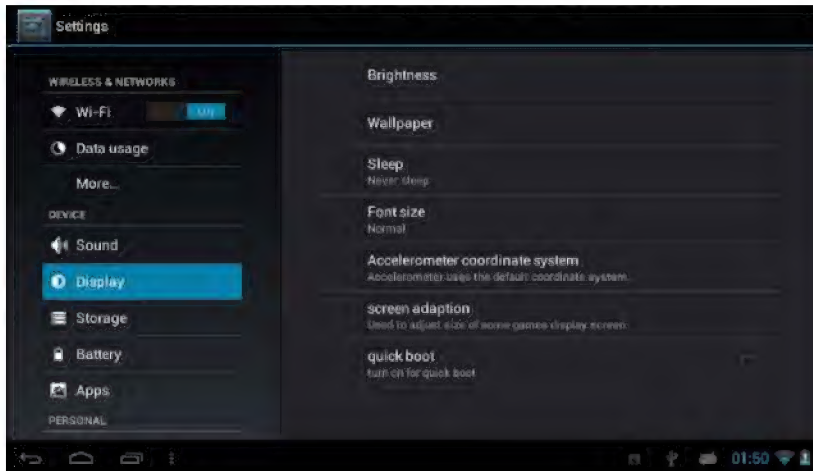 Settings
WIRELESS & NETWORKS
Wi-Fi
ON
Data usage
More...
DEVICE
Sound
Display
Storage
Battery
Apps
PERSONAL
Brightness
Wallpaper
Sleep
Never sleep
Font size
Normal
Accelerometer coordinate system
Accelerometer uses the default coordinate system.
screen adaption
Used to adjust size of some games display screen
quick boot
turn on for quick boot
01:50